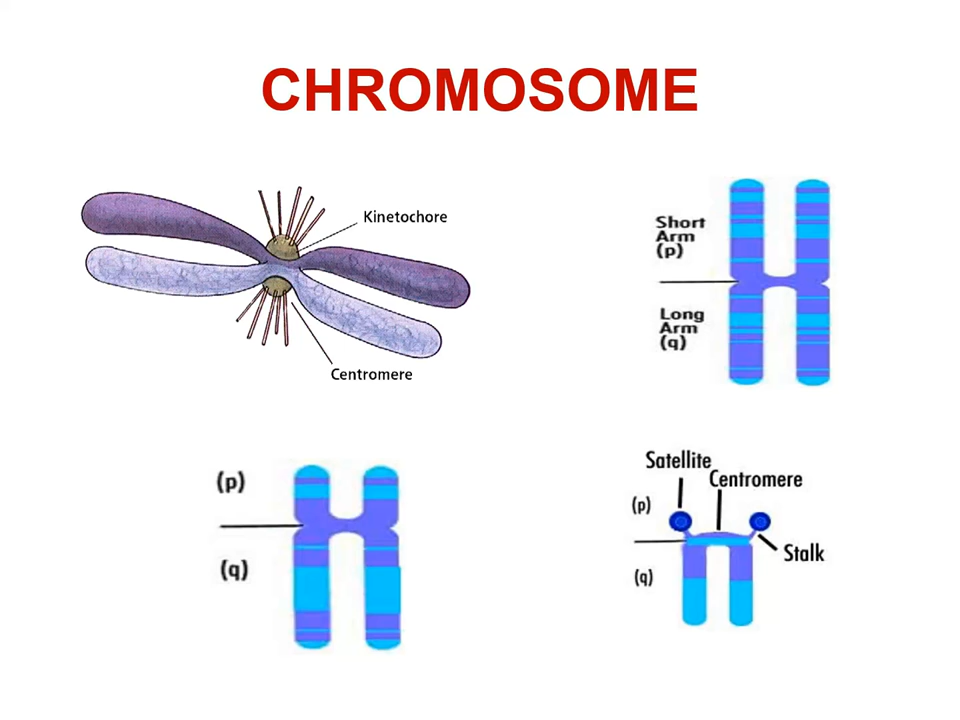 CHROMOSOME
Kinetochore
Centromere
Short
Arm
(p)
Long
Arm
(q)
(p)
(q)
Satellite
Centromere
(p)
Stalk
(q)